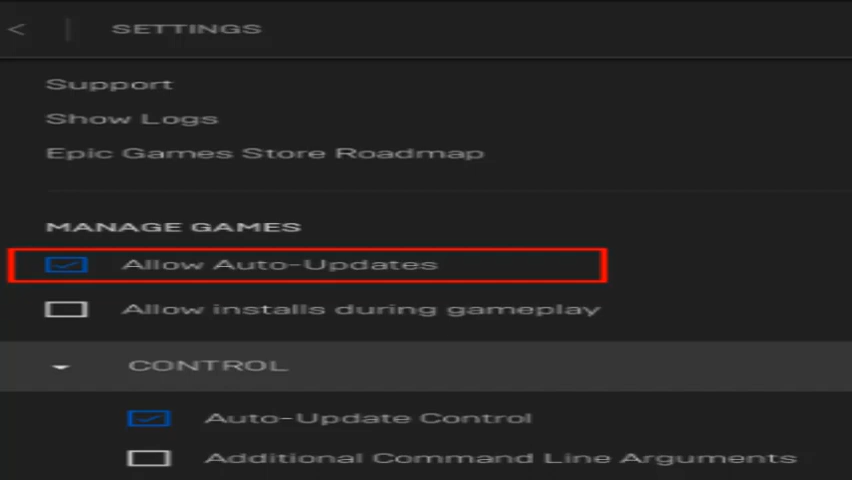 SETTINGS
Support
Show Logs
Epic Games Store Roadmap
MANAGE GAMES
Allow Auto-Updates
Allow installs during gameplay
CONTROL
Auto-Update Control
Additional Command Line Arguments